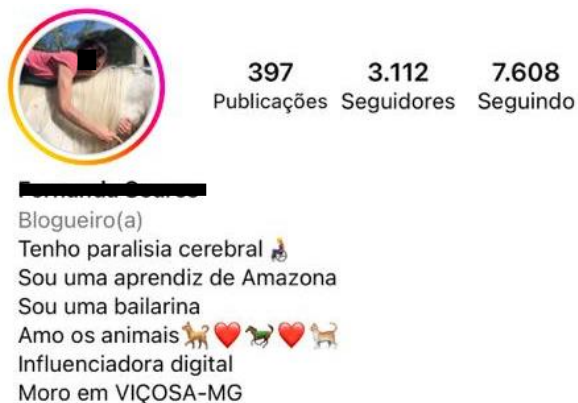 397 3.112 7.608
Publicações Seguidores Seguindo
Blogueiro(a)
Tenho paralisia cerebral 👩‍🦽
Sou uma aprendiz de Amazona
Sou uma bailarina
Amo os animais🐕❤️🐎❤️🐈
Influenciadora digital
Moro em VIÇOSA-MG